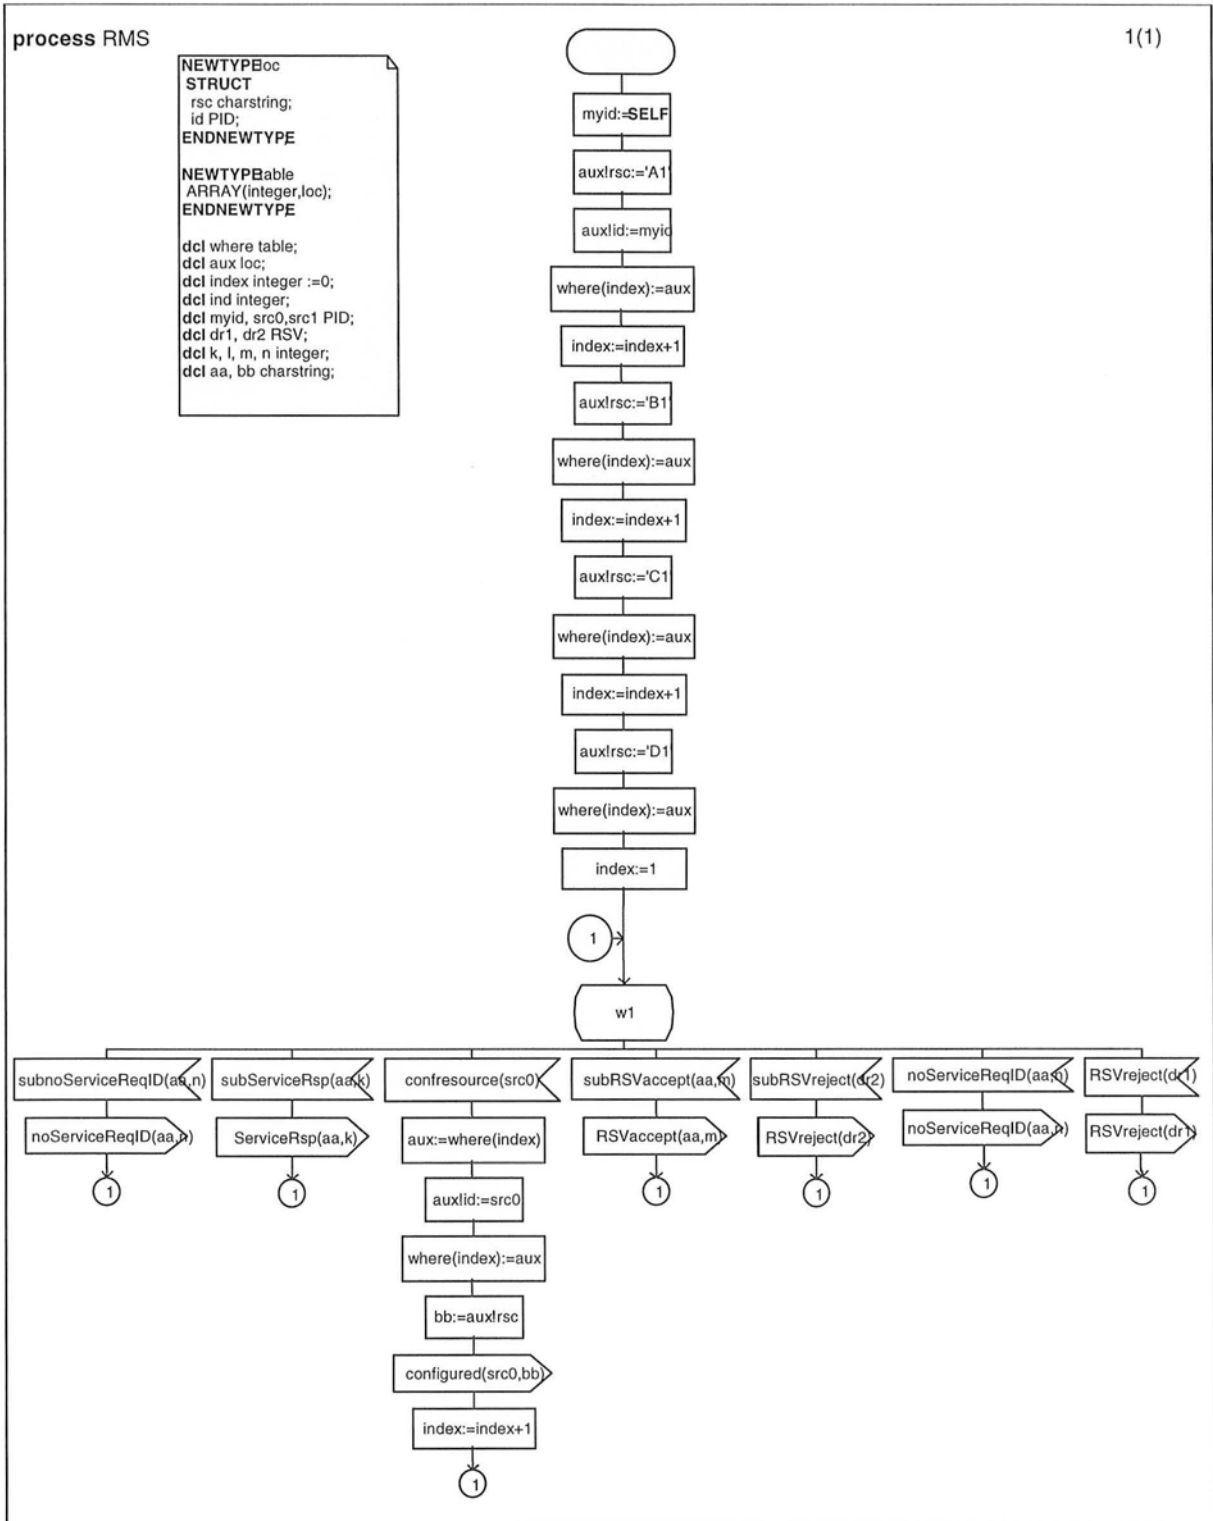 process RMS
1(1)
NEWTYPE loc
STRUCT
rsc charstring;
id PID;
ENDNEWTYPE;
NEWTYPE table
ARRAY(integer,loc);
ENDNEWTYPE;
dcl where table;
dcl aux loc;
dcl index integer :=0;
dcl ind integer;
dcl myid, src0,src1 PID;
dcl dr1, dr2 RSV;
dcl k, l, m, n integer;
dcl aa, bb charstring;
myid:=SELF
aux!rsc:='A1'
aux!id:=myid
where(index):=aux
index:=index+1
aux!rsc:='B1'
where(index):=aux
index:=index+1
aux!rsc:='C1'
where(index):=aux
index:=index+1
aux!rsc:='D1'
where(index):=aux
index:=1
1
w1
subnoServiceReqID(aa,n)
subServiceRsp(aa,k)
confresource(src0)
subRSVaccept(aa,m)
subRSVreject(dr2)
noServiceReqID(aa,n)
RSVreject(dr1)
noServiceReqID(aa,n)
ServiceRsp(aa,k)
aux:=where(index)
RSVaccept(aa,m)
RSVreject(dr2)
noServiceReqID(aa,n)
RSVreject(dr1)
1
1
aux!id:=src0
1
1
1
1
where(index):=aux
bb:=aux!rsc
configured(src0,bb)
index:=index+1
1